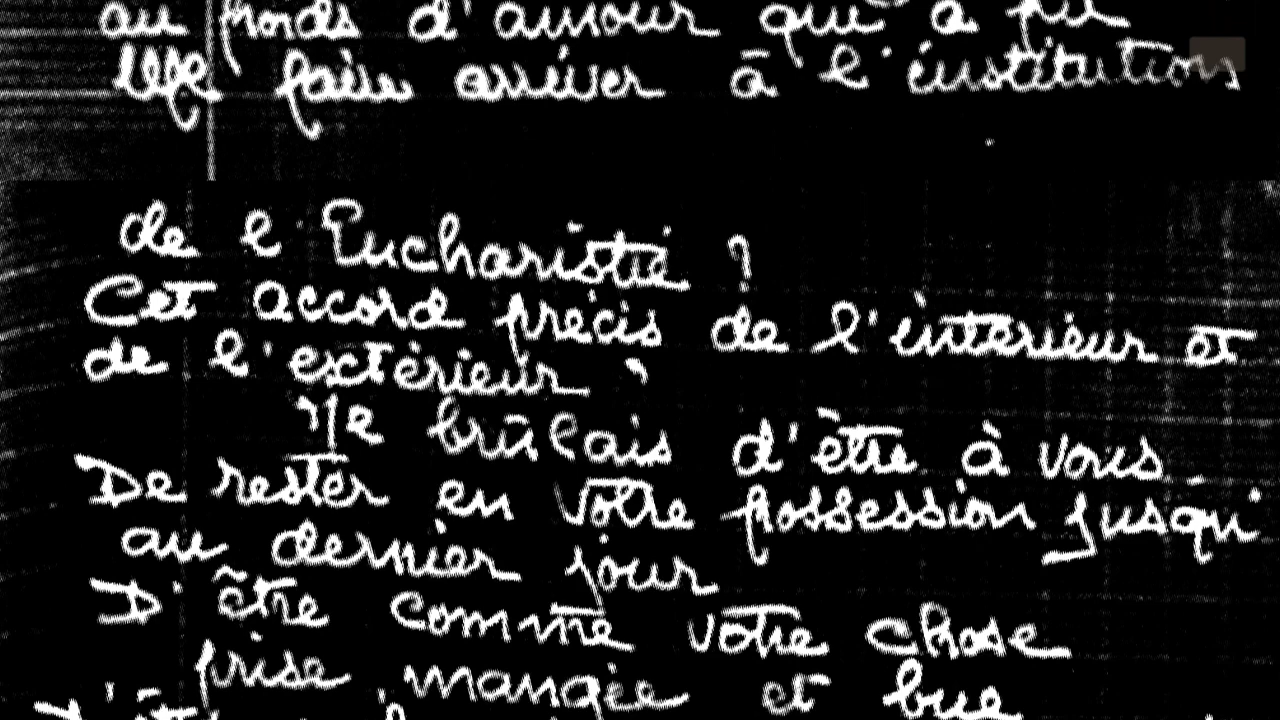 au poids d'amour qui a pu
me faire arriver à l'institution
de l'Eucharistie ?
Cet accord précis de l'intérieur et
de l'extérieur,
Je brûlais d'être à vous.
De rester en votre possession jusqu'
au dernier jour
D'être comme votre chose
prise mangée et bue